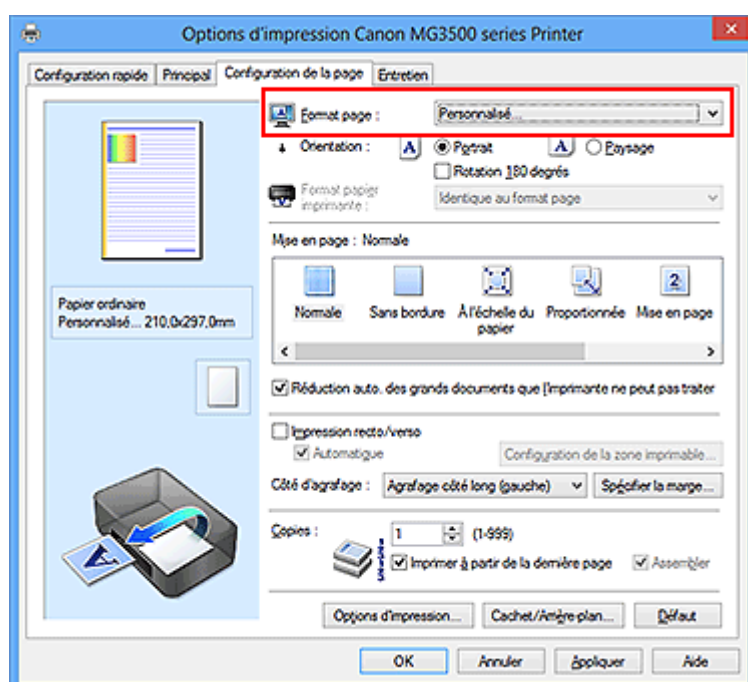 Options d'impression Canon MG3500 series Printer
Configuration rapide Principal Configuration de la page Entretien
Format page : Personnalisé...
Orientation : A Portrait A Paysage
Rotation 180 degrés
Format papier imprimante : Identique au format page
Mise en page : Normale
2
Normale Sans bordure À l'échelle du papier Proportionnée Mise en page
Papier ordinaire
Personnalisé... 210,0x297,0mm
Réduction auto. des grands documents que l'imprimante ne peut pas traiter
Impression recto/verso
Automatique Configuration de la zone imprimable...
Côté d'agrafage : Agrafage côté long (gauche) Spécifier la marge...
Copies : 1 (1-999)
Imprimer à partir de la dernière page Assembler
A
Options d'impression... Cachet/Arrière-plan... Défaut
OK Annuler Appliquer Aide